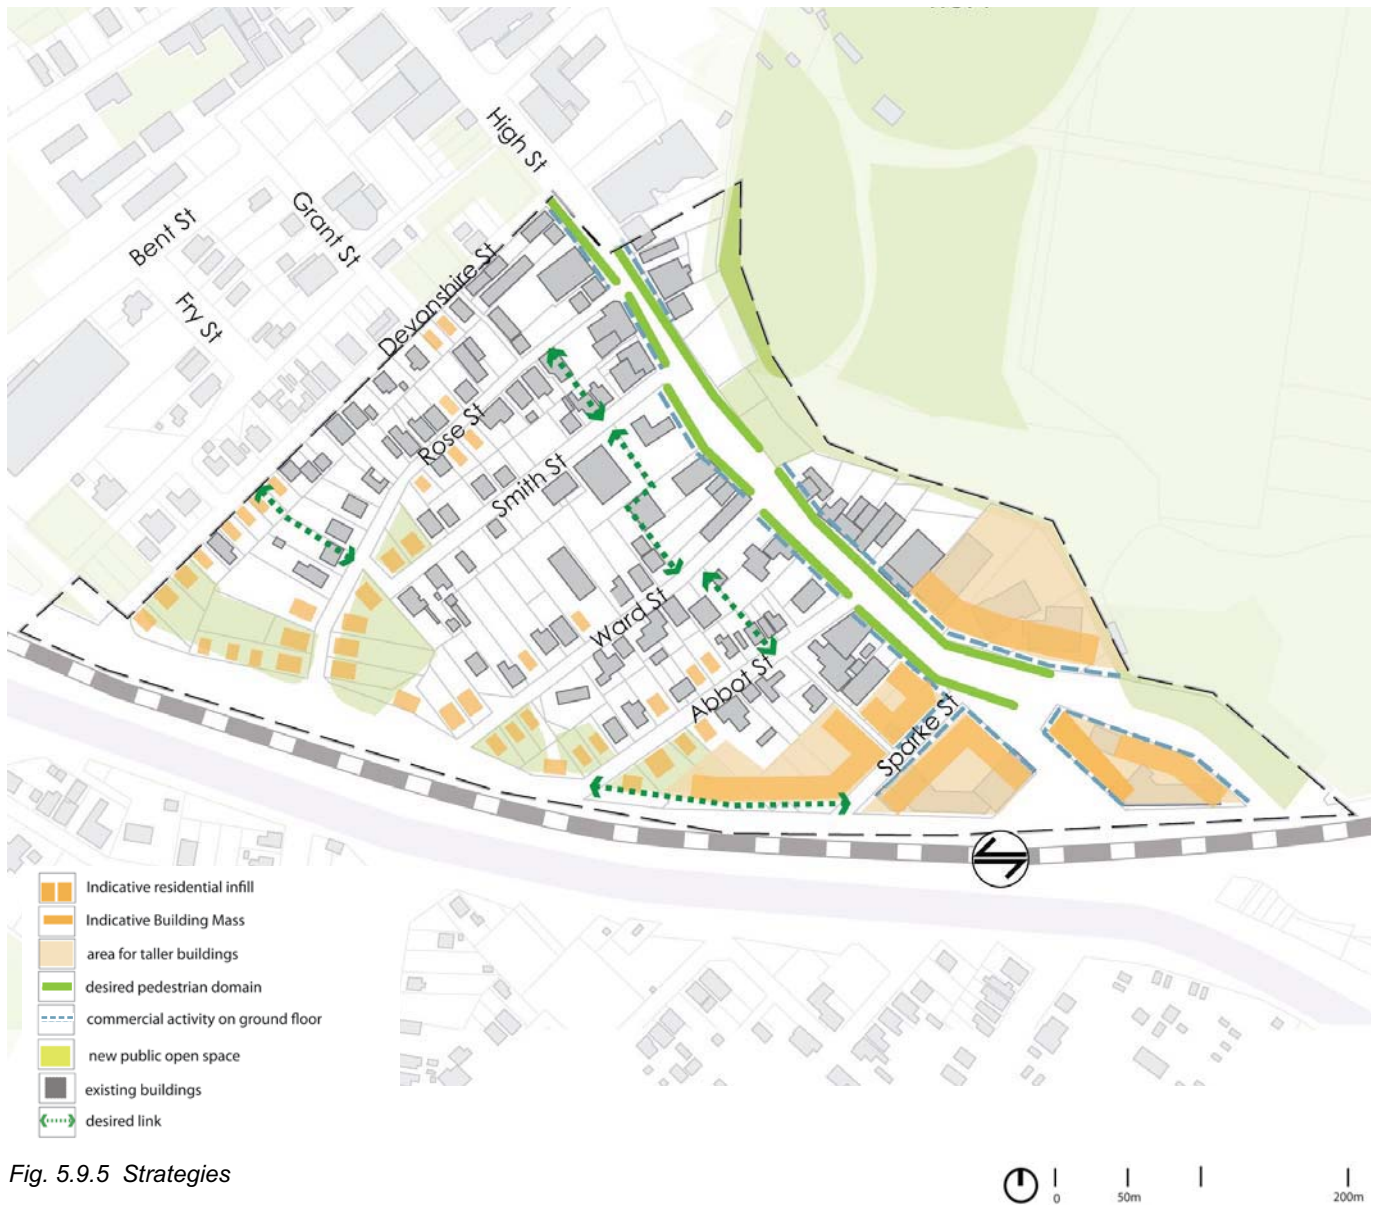 High St
Grant St
Bent St
Fry St
Devonshire St
Rose St
Smith St
Ward St
Abbot St
Sparke St
Indicative residential infill
Indicative Building Mass
area for taller buildings
desired pedestrian domain
commercial activity on ground floor
new public open space
existing buildings
desired link
Fig. 5.9.5 Strategies
0
50m
200m